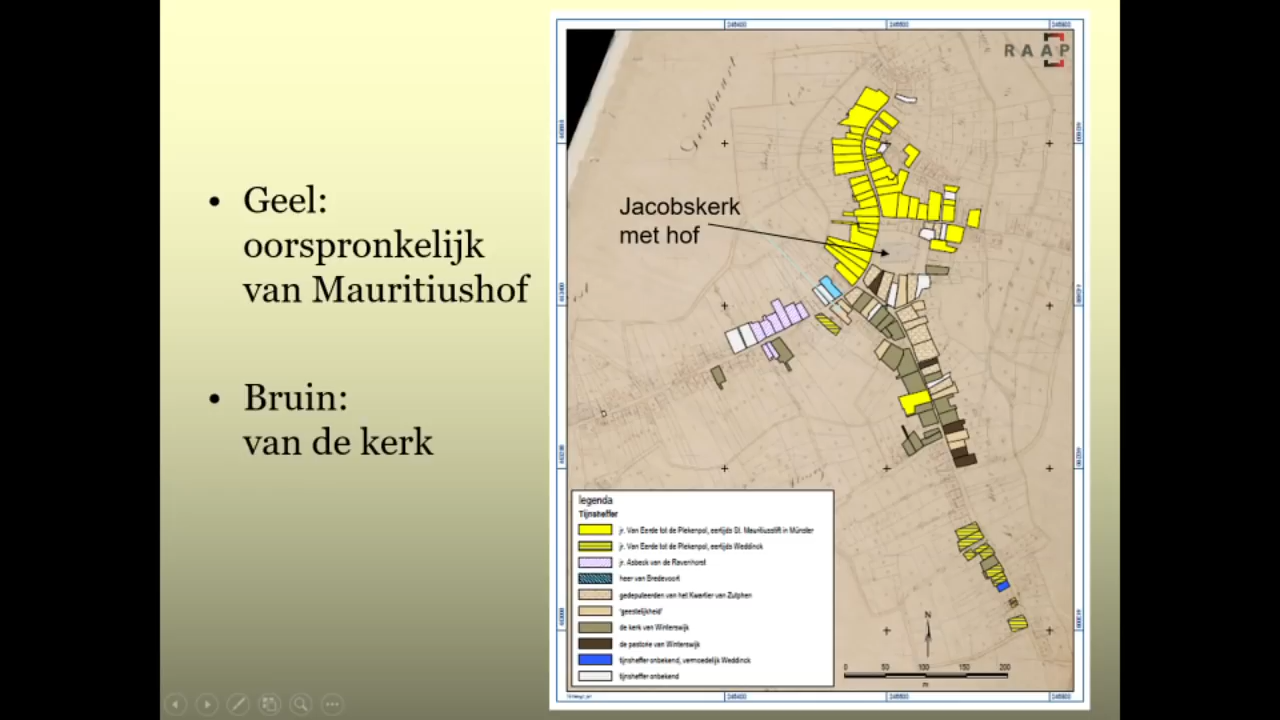 • Geel:
oorspronkelijk
van Mauritiushof
• Bruin:
van de kerk
RAAP
Jacobskerk
met hof
legenda
Tijnsheffer
jr. Van Eerde tot de Plekenpol, eertijds St. Mauritiusstift in Münster
jr. Van Eerde tot de Plekenpol, eertijds Weddinck
jr. Asbeck van de Ravenhorst
heer van Bredevoort
gedeputeerden van het Kwartier van Zutphen
'geestelijkheid'
de kerk van Winterswijk
de pastorie van Winterswijk
tijnsheffer onbekend, vermoedelijk Weddinck
tijnsheffer onbekend
N
0 50 100 150 200
m